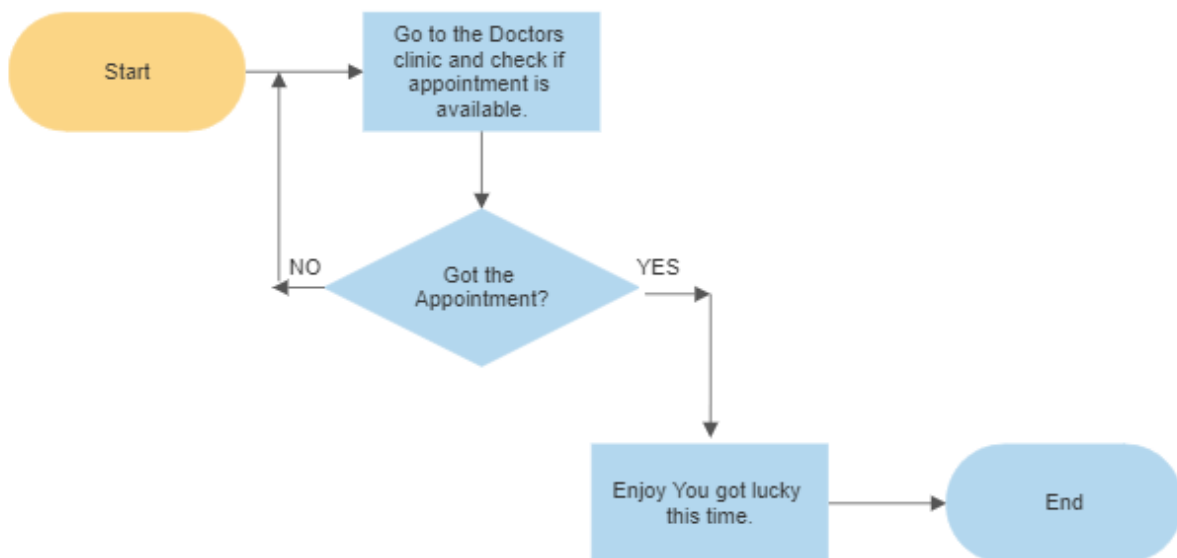 Start
Go to the Doctors
clinic and check if
appointment is
available.
Got the
Appointment?
NO
YES
Enjoy You got lucky
this time.
End